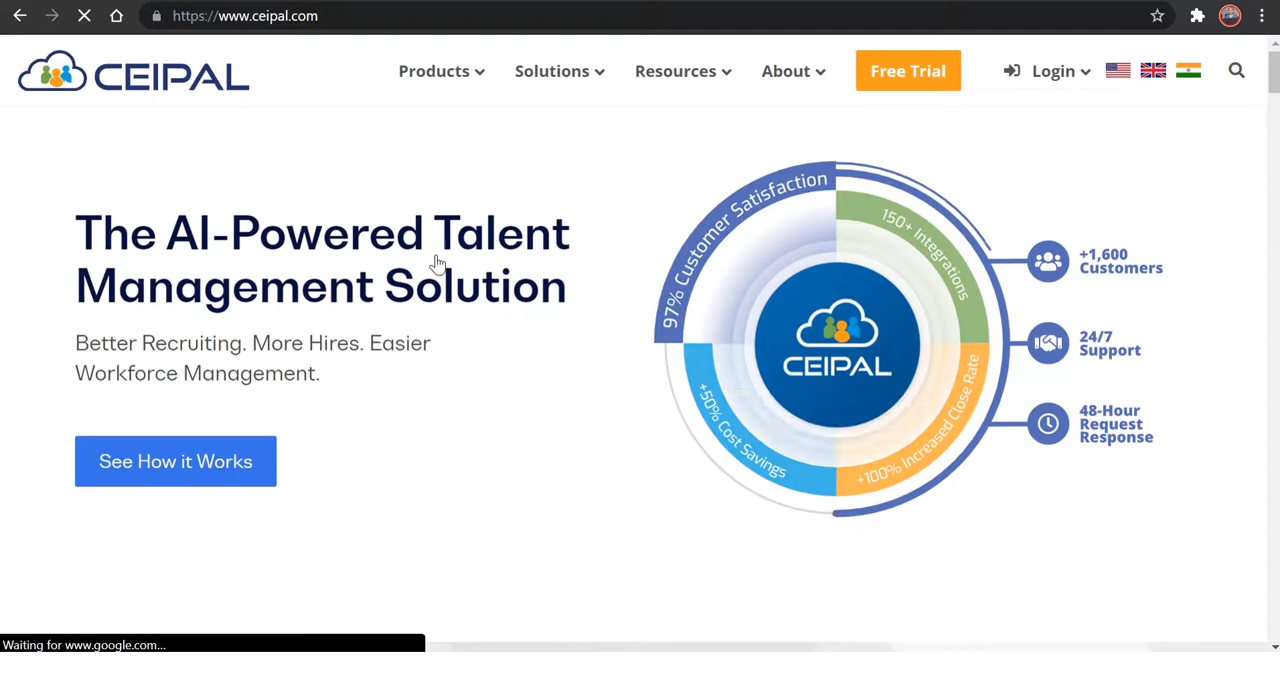 https://www.ceipal.com
CEIPAL
Products
Solutions
Resources
About
Free Trial
Login
The AI-Powered Talent
Management Solution
Better Recruiting. More Hires. Easier
Workforce Management.
See How it Works
97% Customer Satisfaction
150+ Integrations
+50% Cost Savings
+100% Increased Close Rate
CEIPAL
+1,600
Customers
24/7
Support
48-Hour
Request
Response
Waiting for www.google.com...